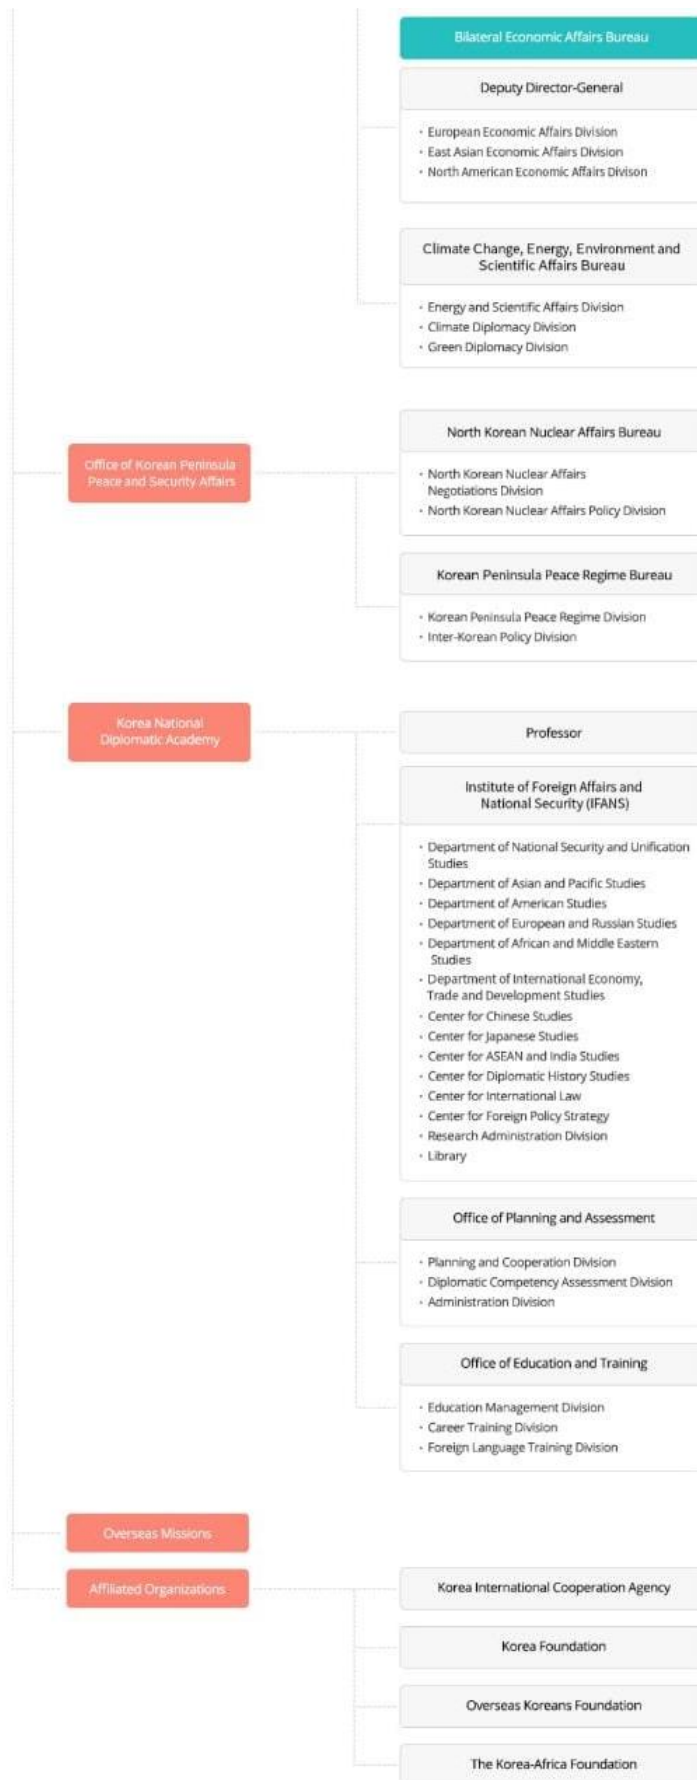 Bilateral Economic Affairs Bureau
Deputy Director-General
· European Economic Affairs Division
· East Asian Economic Affairs Division
· North American Economic Affairs Divison
Climate Change, Energy, Environment and
Scientific Affairs Bureau
· Energy and Scientific Affairs Division
· Climate Diplomacy Division
· Green Diplomacy Division
Office of Korean Peninsula
Peace and Security Affairs
North Korean Nuclear Affairs Bureau
· North Korean Nuclear Affairs
Negotiations Division
· North Korean Nuclear Affairs Policy Division
Korean Peninsula Peace Regime Bureau
· Korean Peninsula Peace Regime Division
· Inter-Korean Policy Division
Korea National
Diplomatic Academy
Professor
Institute of Foreign Affairs and
National Security (IFANS)
· Department of National Security and Unification
Studies
· Department of Asian and Pacific Studies
· Department of American Studies
· Department of European and Russian Studies
· Department of African and Middle Eastern
Studies
· Department of International Economy,
Trade and Development Studies
· Center for Chinese Studies
· Center for Japanese Studies
· Center for ASEAN and India Studies
· Center for Diplomatic History Studies
· Center for International Law
· Center for Foreign Policy Strategy
· Research Administration Division
· Library
Office of Planning and Assessment
· Planning and Cooperation Division
· Diplomatic Competency Assessment Division
· Administration Division
Office of Education and Training
· Education Management Division
· Career Training Division
· Foreign Language Training Division
Overseas Missions
Affiliated Organizations
Korea International Cooperation Agency
Korea Foundation
Overseas Koreans Foundation
The Korea-Africa Foundation